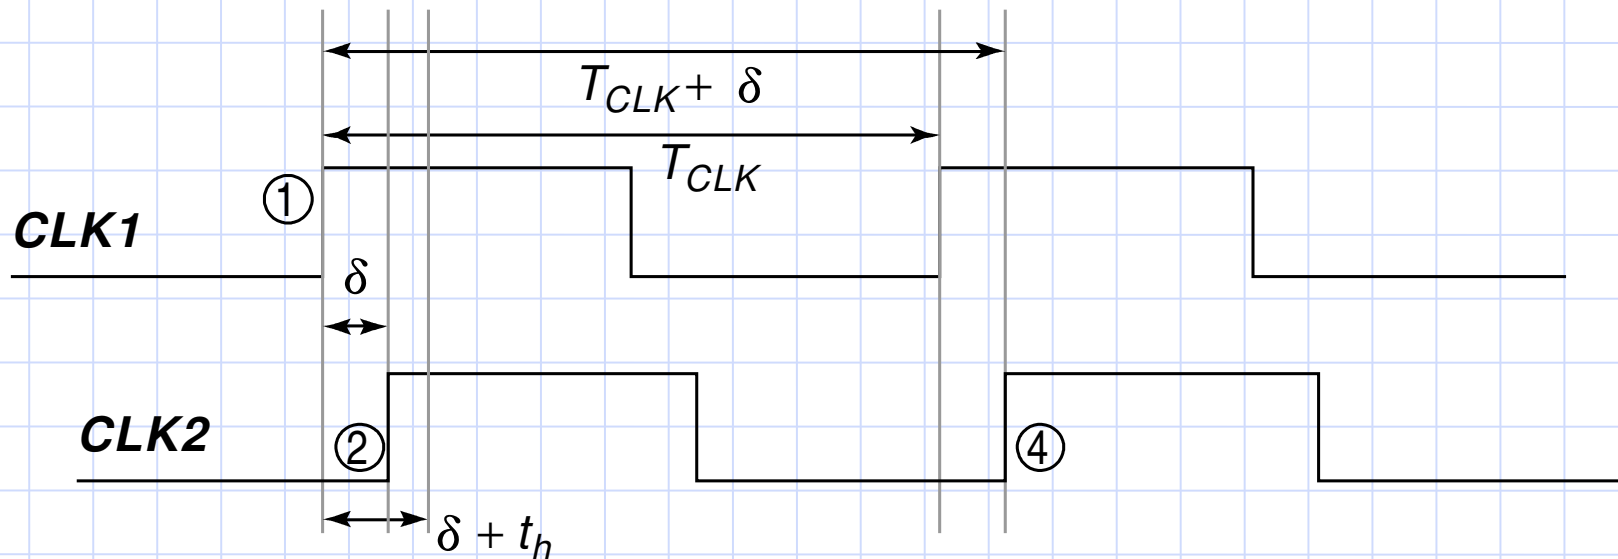 T_CLK + δ
T_CLK
①
CLK1
δ
CLK2
②
④
δ + t_h